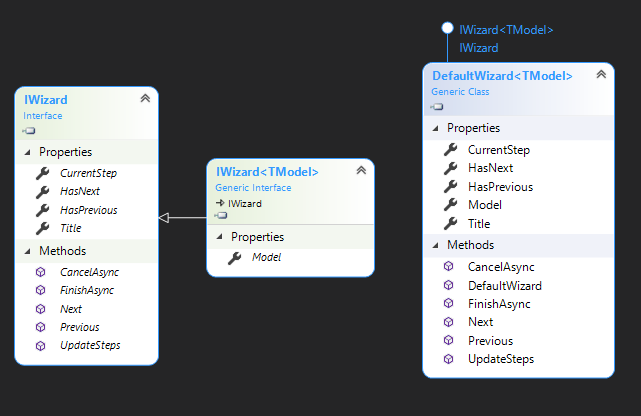 IWizard
Interface
Properties
CurrentStep
HasNext
HasPrevious
Title
Methods
CancelAsync
FinishAsync
Next
Previous
UpdateSteps
IWizard<TModel>
Generic Interface
IWizard
Properties
Model
IWizard<TModel>
IWizard
DefaultWizard<TModel>
Generic Class
Properties
CurrentStep
HasNext
HasPrevious
Model
Title
Methods
CancelAsync
DefaultWizard
FinishAsync
Next
Previous
UpdateSteps